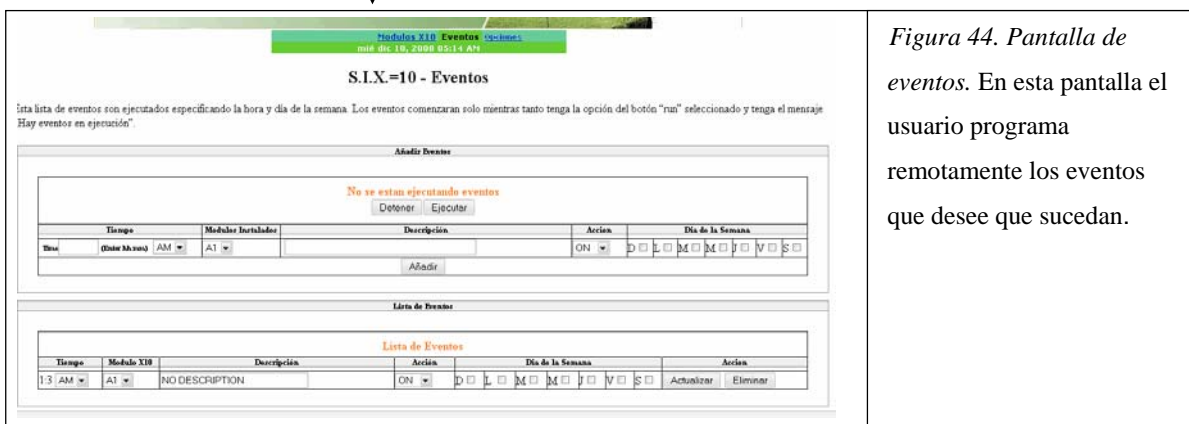 Modulos X10 Eventos Opciones
mié dic 10, 2008 05:14 AM
S.I.X.=10 - Eventos
Esta lista de eventos son ejecutados especificando la hora y día de la semana. Los eventos comenzaran solo mientras tanto tenga la opción del botón "run" seleccionado y tenga el mensaje
"Hay eventos en ejecución".
Añadir Eventos
No se estan ejecutando eventos
Detener Ejecutar
Tiempo Modulos Instalados Descripción Accion Dia de la Semana
Time (Enter hh:mm) AM A1 ON D L M M J V S
Añadir
Lista de Eventos
Lista de Eventos
Tiempo Modulo X10 Descripción Acción Dia de la Semana Accion
1:3 AM A1 NO DESCRIPTION ON D L M M J V S Actualizar Eliminar
Figura 44. Pantalla de
eventos. En esta pantalla el
usuario programa
remotamente los eventos
que desee que sucedan.